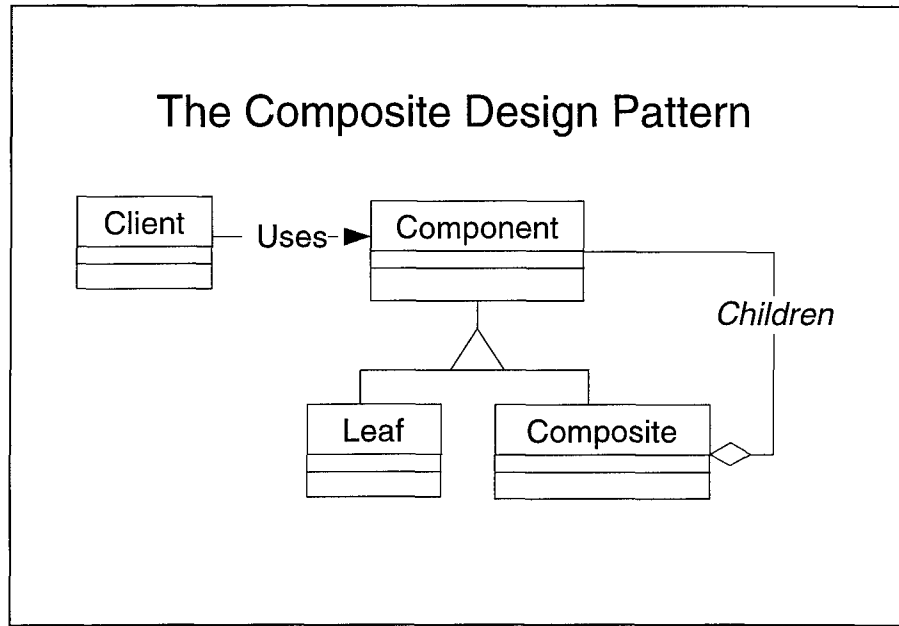 The Composite Design Pattern
Client
Uses
Component
Children
Leaf
Composite